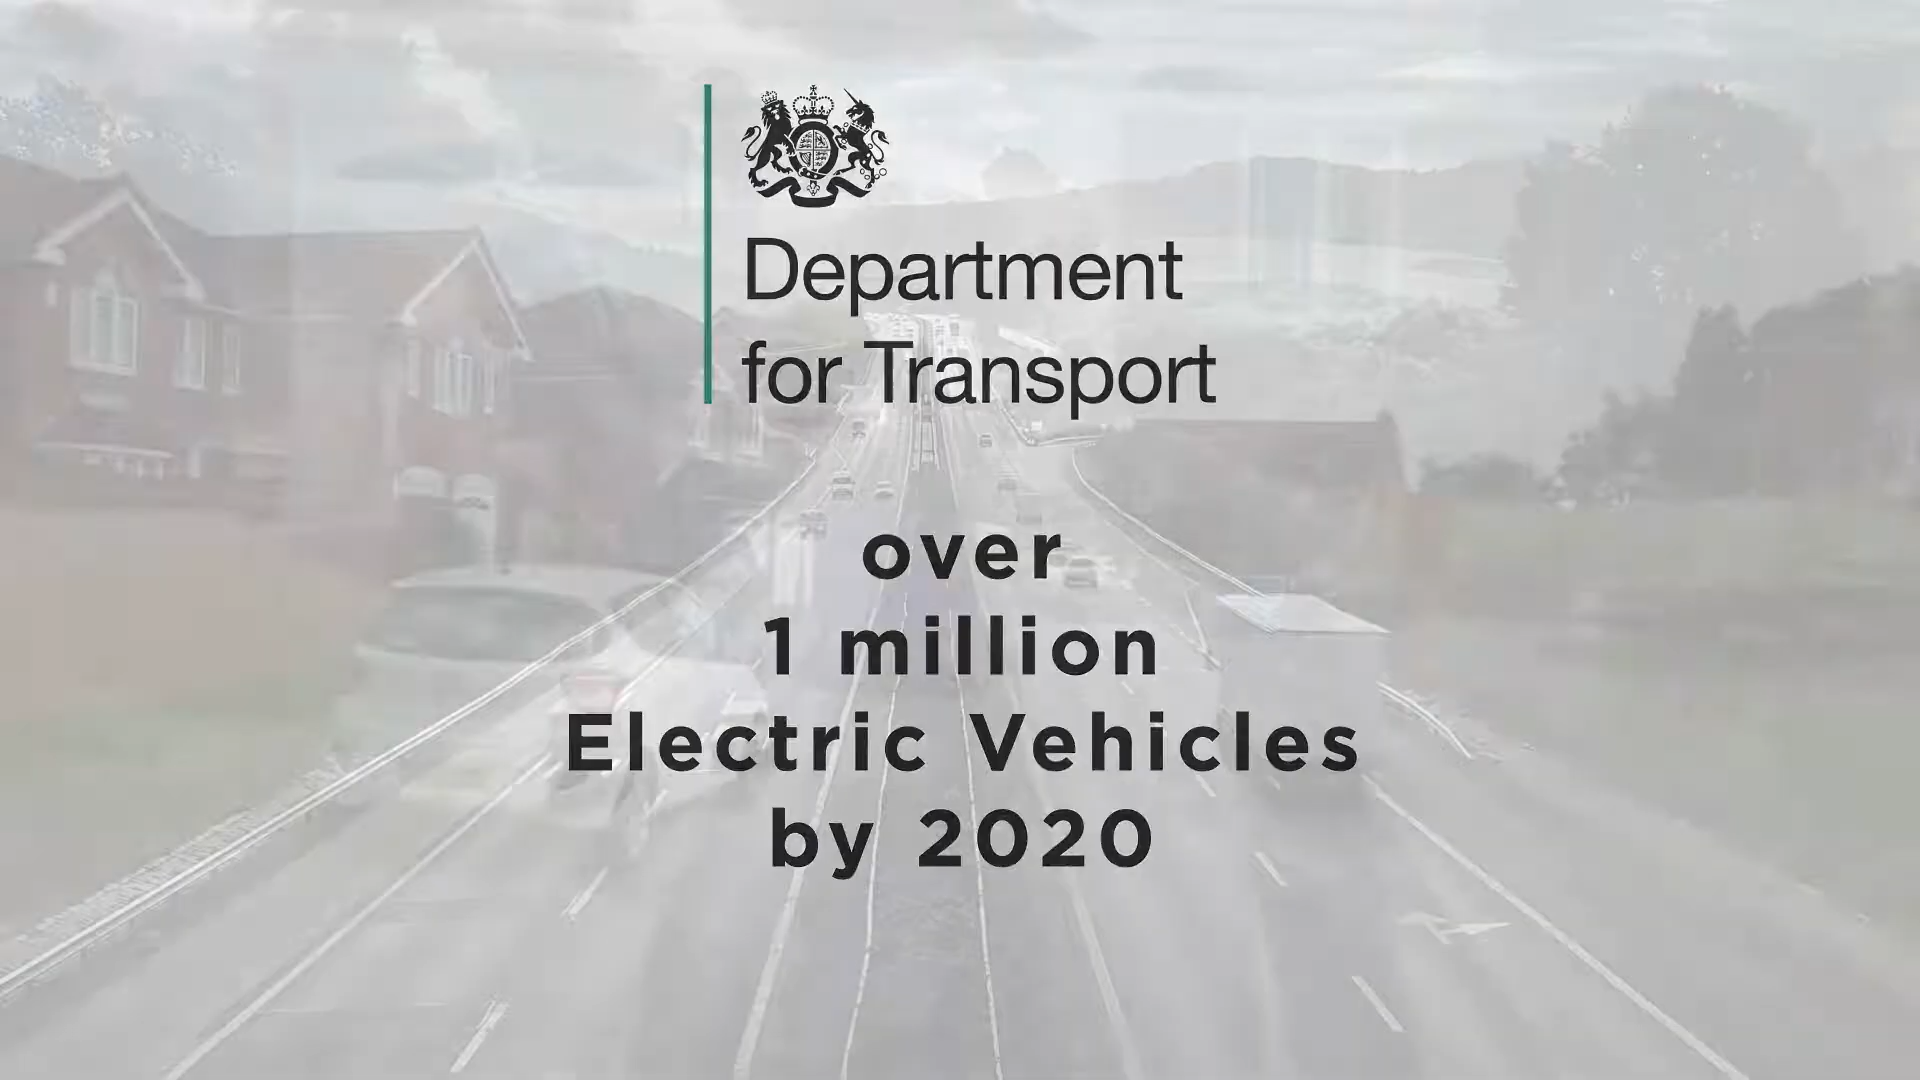 Department
for Transport
over
1 million
Electric Vehicles
by 2020